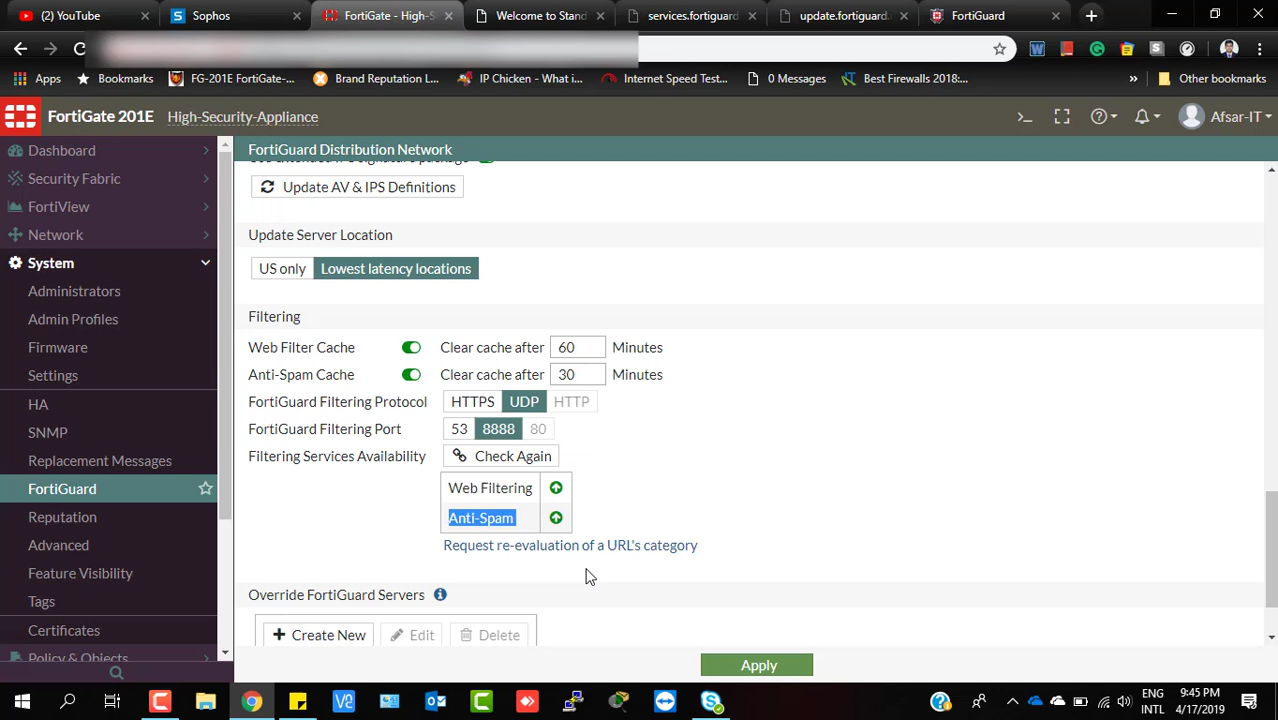 (2) YouTube
Sophos
FortiGate - High-S
Welcome to Stand
services.fortiguard
update.fortiguard.
FortiGuard
Apps
Bookmarks
FG-201E FortiGate-...
Brand Reputation L...
IP Chicken - What i...
Internet Speed Test...
0 Messages
Best Firewalls 2018:...
»
Other bookmarks
FortiGate 201E
High-Security-Appliance
Afsar-IT
Dashboard
Security Fabric
FortiView
Network
System
Administrators
Admin Profiles
Firmware
Settings
HA
SNMP
Replacement Messages
FortiGuard
Reputation
Advanced
Feature Visibility
Tags
Certificates
Policy & Objects
FortiGuard Distribution Network
Update AV & IPS Definitions
Update Server Location
US only Lowest latency locations
Filtering
Web Filter Cache Clear cache after 60 Minutes
Anti-Spam Cache Clear cache after 30 Minutes
FortiGuard Filtering Protocol HTTPS UDP HTTP
FortiGuard Filtering Port 53 8888 80
Filtering Services Availability Check Again
Web Filtering
Anti-Spam
Request re-evaluation of a URL's category
Override FortiGuard Servers
Create New Edit Delete
Apply
ENG
INTL
9:45 PM
4/17/2019